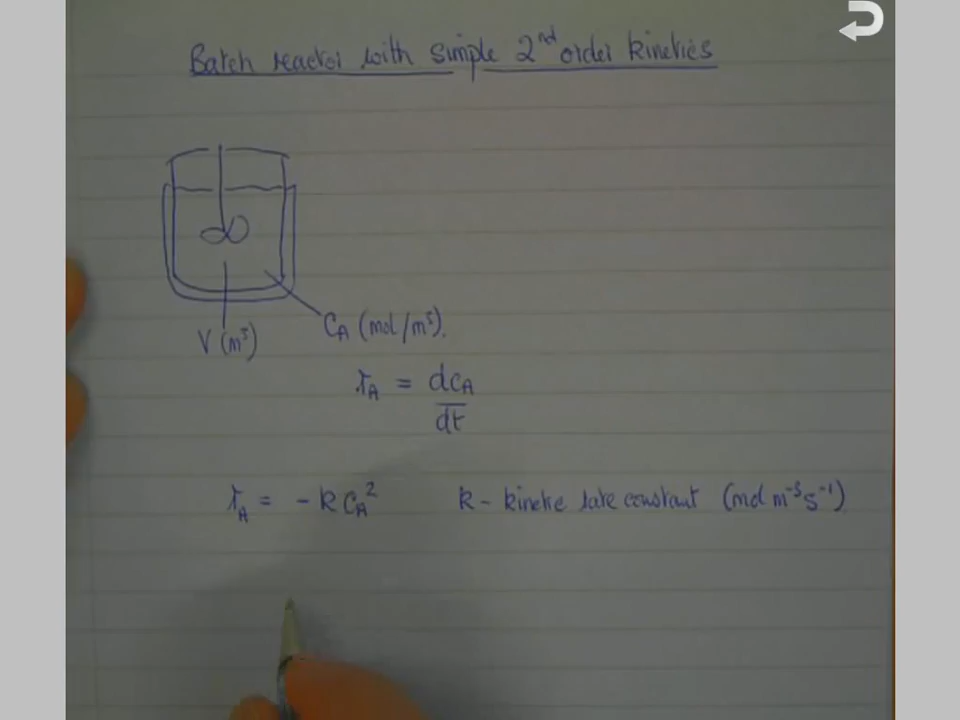 Batch reactor with simple 2nd order kinetics
V (m³)
CA (mol/m³).
rA = dCA
dt
rA = - k CA² k - kinetic rate constant (mol m⁻³ s⁻¹)